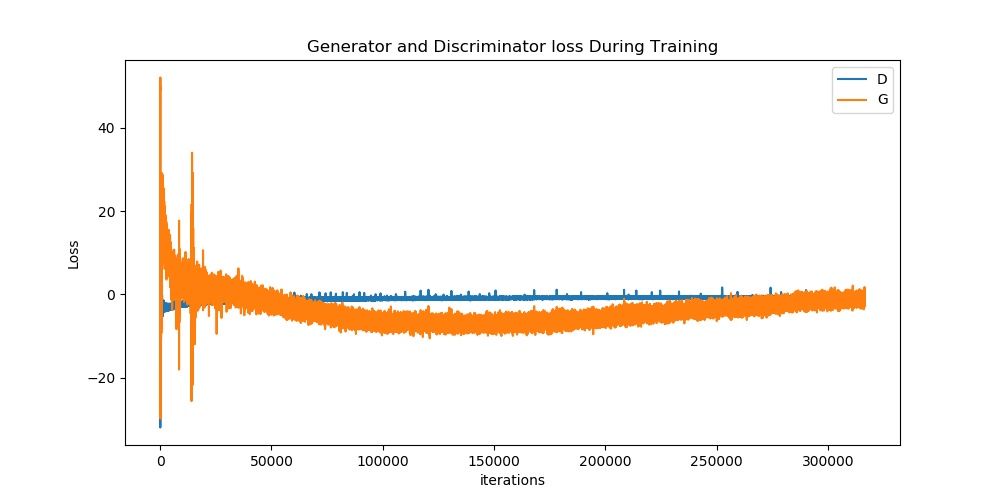 Generator and Discriminator loss During Training
D
G
40
20
0
−20
Loss
0 50000 100000 150000 200000 250000 300000
iterations